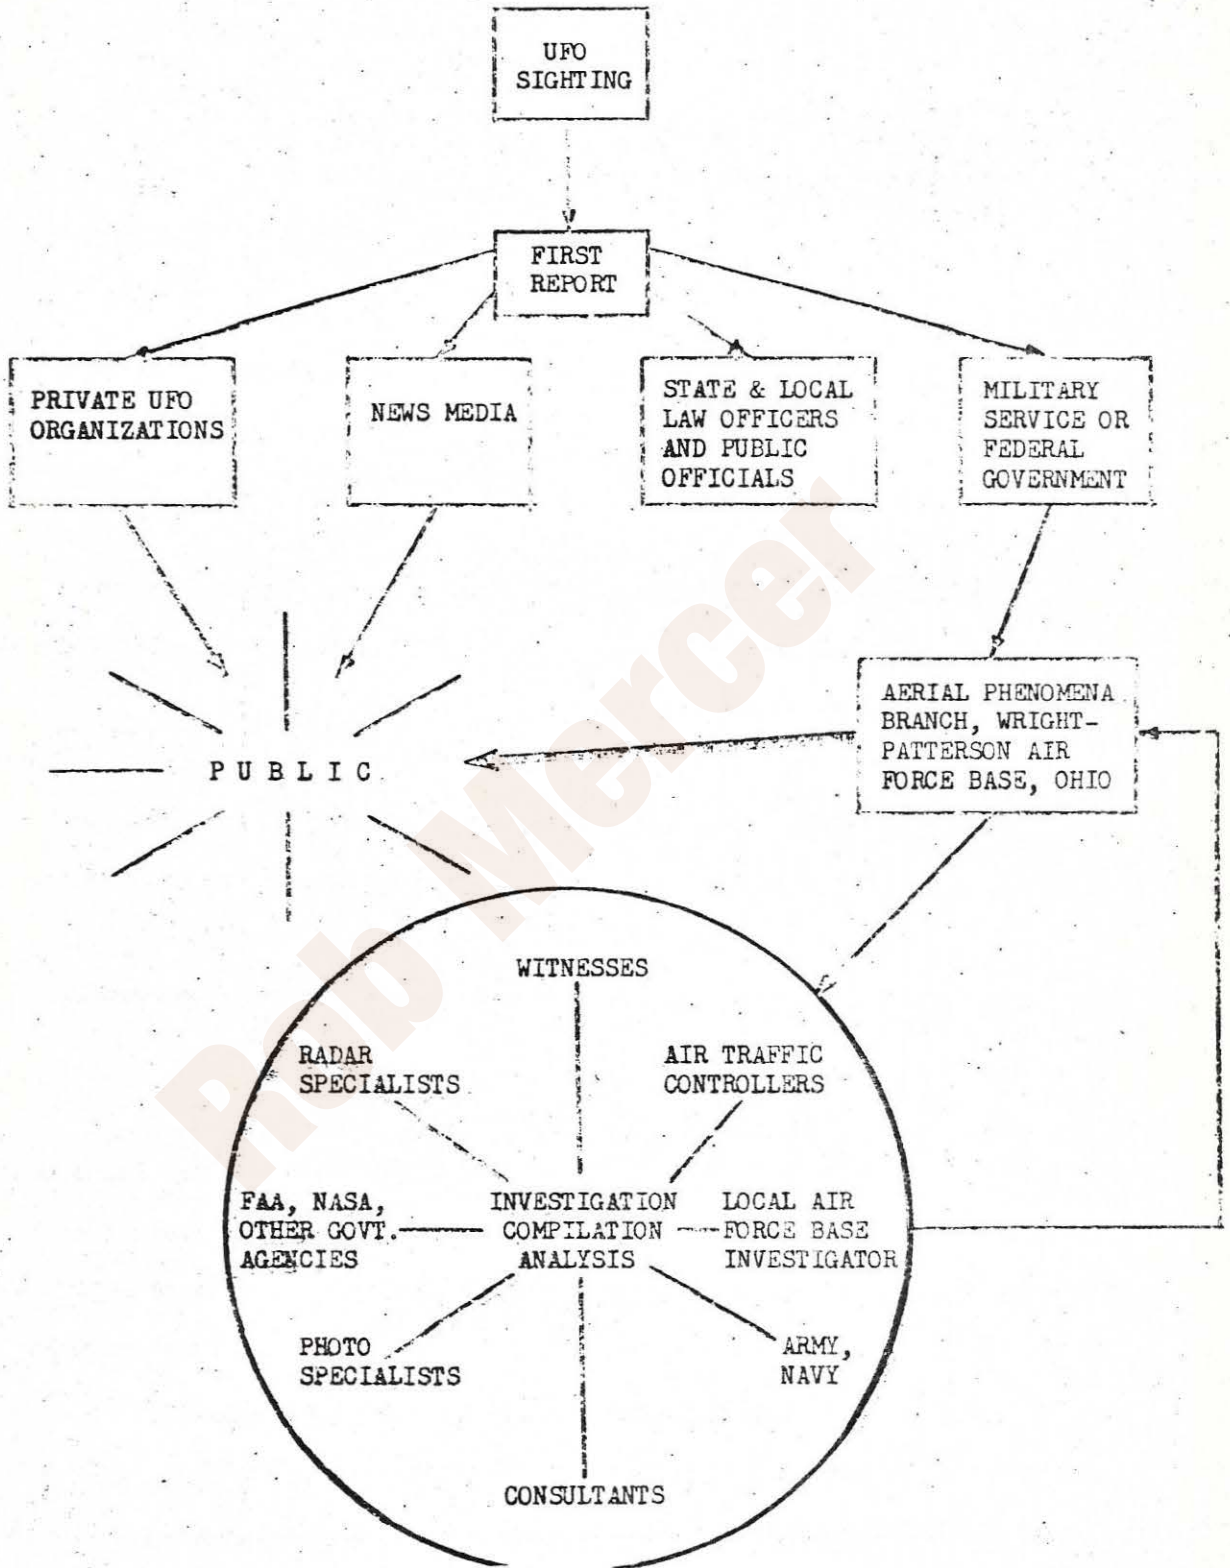 UFO
SIGHTING
FIRST
REPORT
PRIVATE UFO
ORGANIZATIONS
NEWS MEDIA
STATE & LOCAL
LAW OFFICERS
AND PUBLIC
OFFICIALS
MILITARY
SERVICE OR
FEDERAL
GOVERNMENT
AERIAL PHENOMENA
BRANCH, WRIGHT-
PATTERSON AIR
FORCE BASE, OHIO
P U B L I C
WITNESSES
RADAR
SPECIALISTS
AIR TRAFFIC
CONTROLLERS
FAA, NASA,
OTHER GOVT.
AGENCIES
INVESTIGATION
COMPILATION
ANALYSIS
LOCAL AIR
FORCE BASE
INVESTIGATOR
PHOTO
SPECIALISTS
ARMY,
NAVY
CONSULTANTS
Rob Mercer